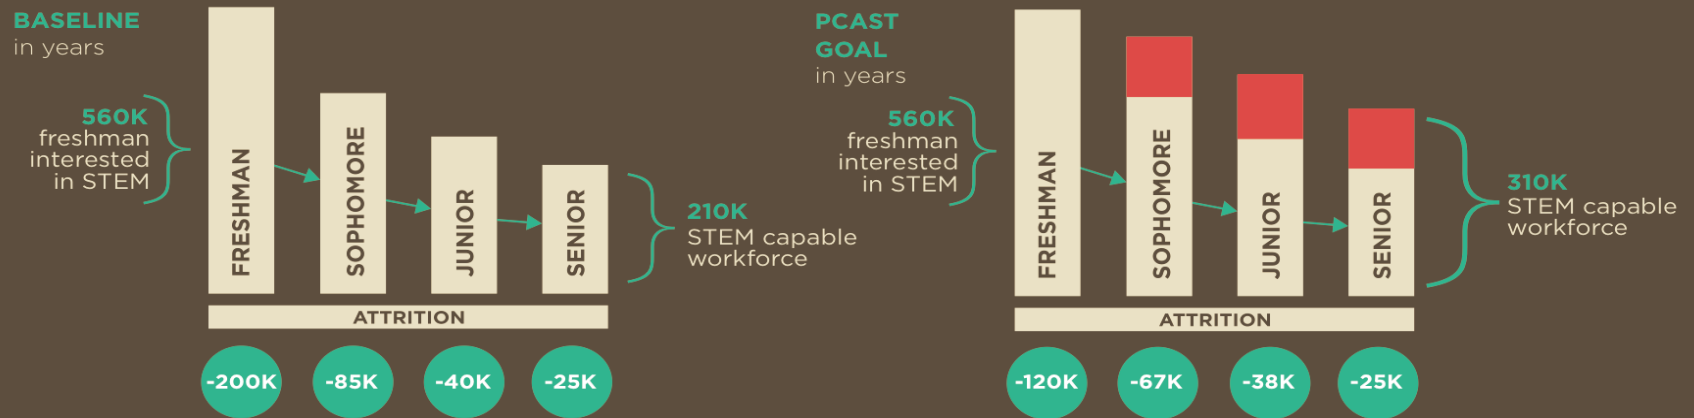 BASELINE
in years
560K
freshman
interested
in STEM
FRESHMAN
SOPHOMORE
JUNIOR
SENIOR
210K
STEM capable
workforce
ATTRITION
-200K
-85K
-40K
-25K
PCAST
GOAL
in years
560K
freshman
interested
in STEM
FRESHMAN
SOPHOMORE
JUNIOR
SENIOR
310K
STEM capable
workforce
ATTRITION
-120K
-67K
-38K
-25K